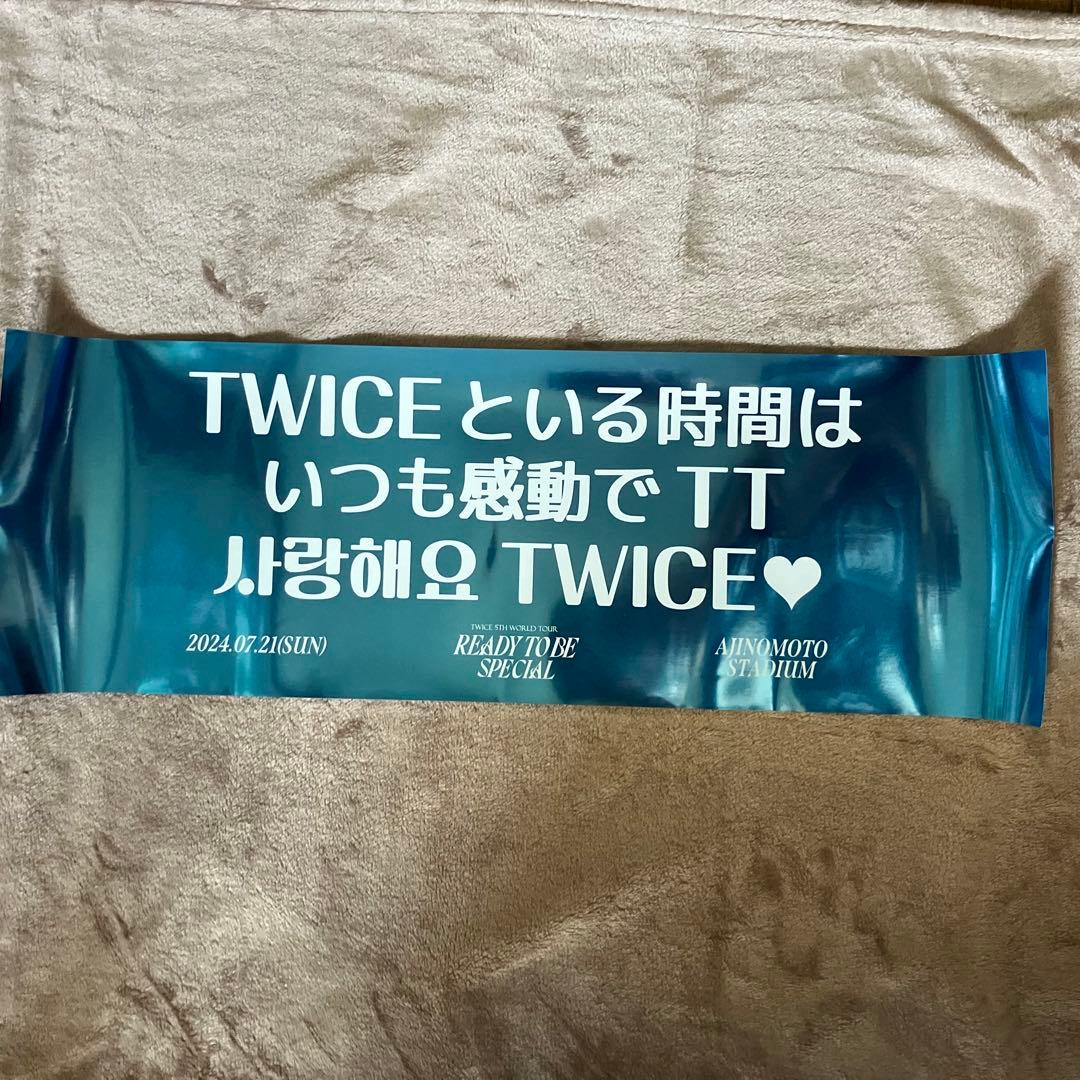 TWICEといる時間は
いつも感動でTT
사랑해요 TWICE♥
2024.07.21(SUN)
TWICE 5TH WORLD TOUR
READY TO BE
SPECIAL
AJINOMOTO
STADIUM